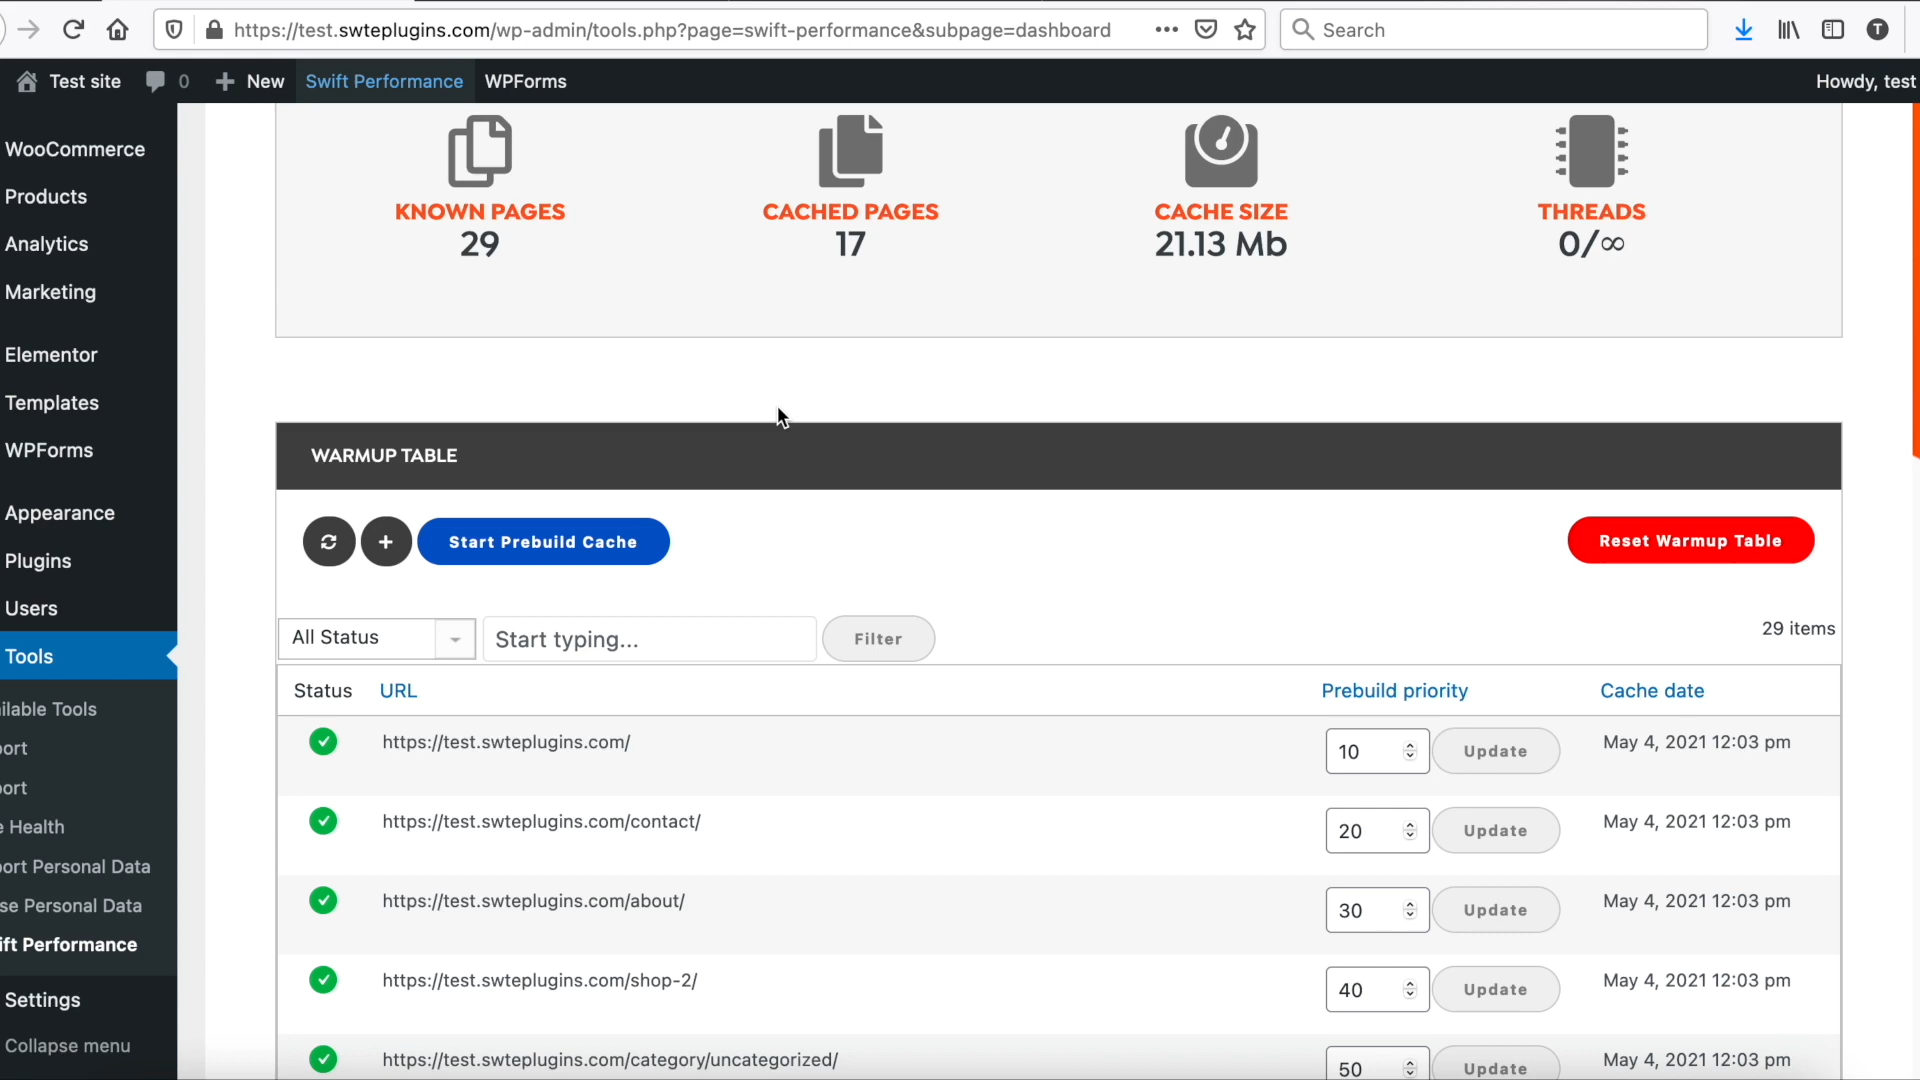 https://test.swteplugins.com/wp-admin/tools.php?page=swift-performance&subpage=dashboard
Search
T
Test site
0
New
Swift Performance
WPForms
Howdy, test
WooCommerce
Products
Analytics
Marketing
Elementor
Templates
WPForms
Appearance
Plugins
Users
Tools
ilable Tools
ort
ort
e Health
ort Personal Data
se Personal Data
ift Performance
Settings
Collapse menu
KNOWN PAGES
29
CACHED PAGES
17
CACHE SIZE
21.13 Mb
THREADS
0/∞
WARMUP TABLE
Start Prebuild Cache
Reset Warmup Table
All Status
Start typing...
Filter
29 items
Status URL Prebuild priority Cache date
https://test.swteplugins.com/ 10 Update May 4, 2021 12:03 pm
https://test.swteplugins.com/contact/ 20 Update May 4, 2021 12:03 pm
https://test.swteplugins.com/about/ 30 Update May 4, 2021 12:03 pm
https://test.swteplugins.com/shop-2/ 40 Update May 4, 2021 12:03 pm
https://test.swteplugins.com/category/uncategorized/ 50 Update May 4, 2021 12:03 pm